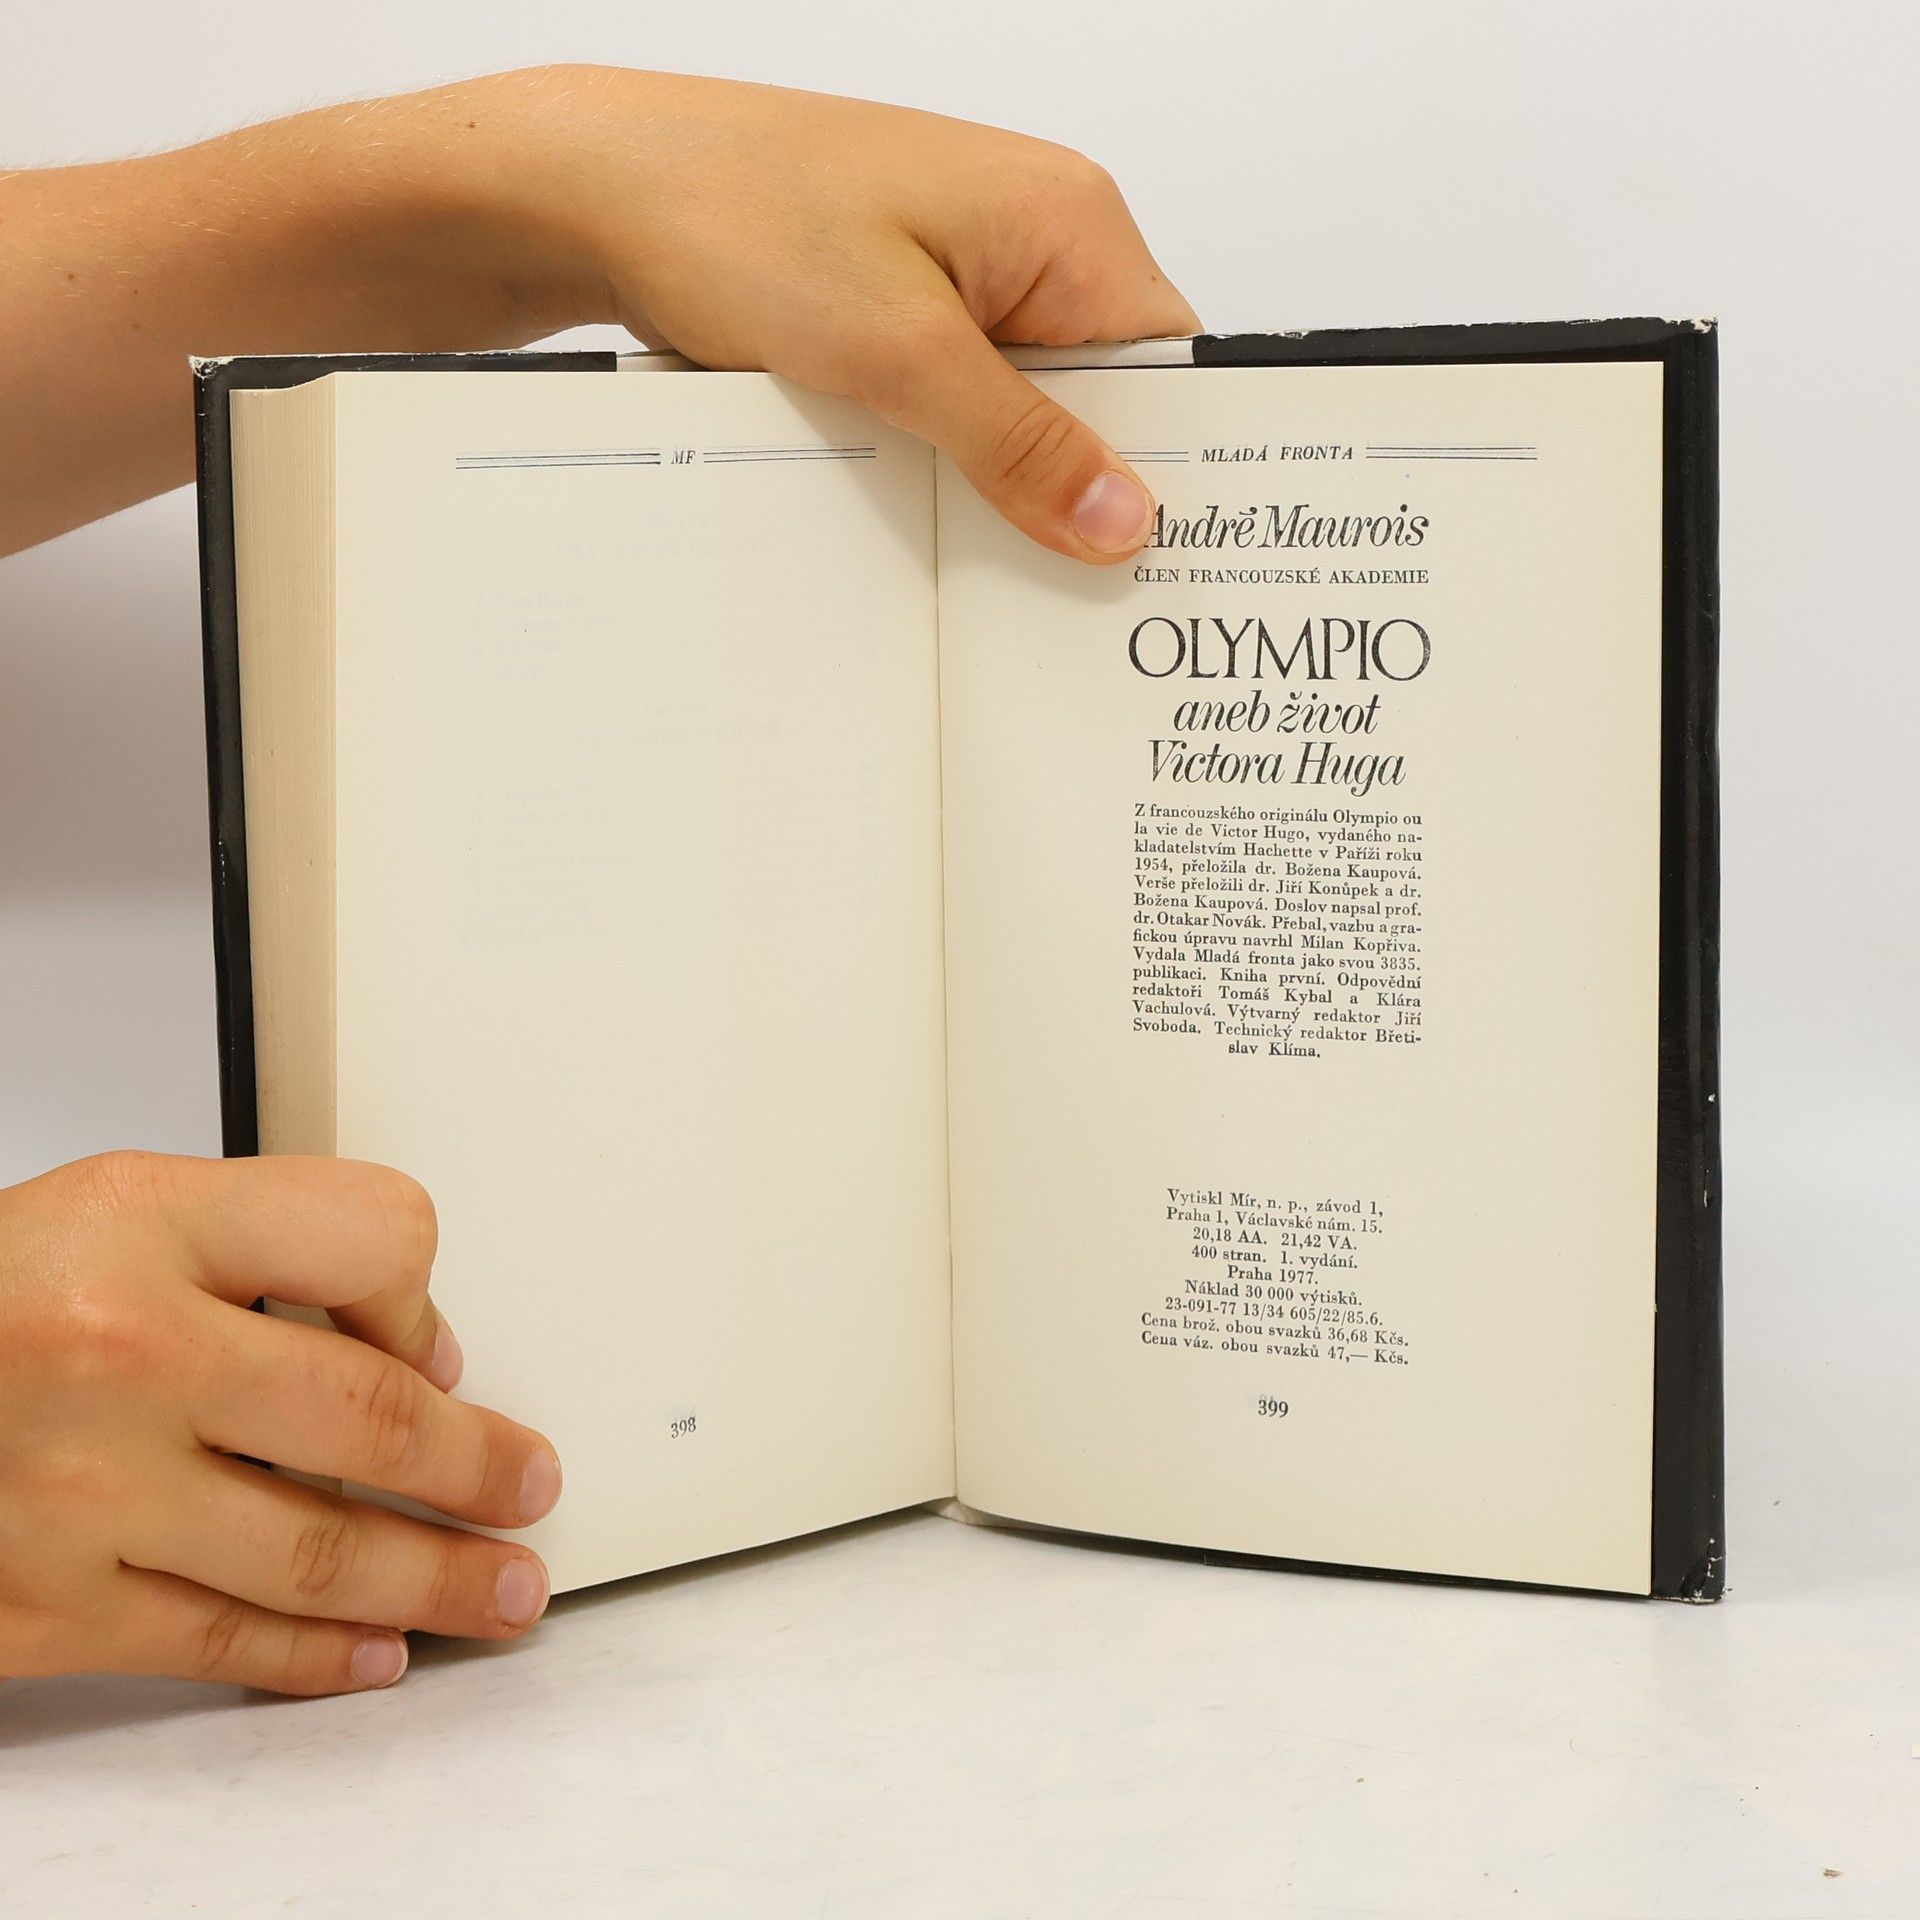 MF
398
MLADÁ FRONTA
André Maurois
ČLEN FRANCOUZSKÉ AKADEMIE
OLYMPIO
aneb život
Victora Huga
Z francouzského originálu Olympio ou
la vie de Victor Hugo, vydaného na-
kladatelstvím Hachette v Paříži roku
1954, přeložila dr. Božena Kaupová.
Verše přeložili dr. Jiří Konůpek a dr.
Božena Kaupová. Doslov napsal prof.
dr. Otakar Novák. Přebal, vazbu a gra-
fickou úpravu navrhl Milan Kopřiva.
Vydala Mladá fronta jako svou 3835.
publikaci. Kniha první. Odpovědní
redaktoři Tomáš Kybal a Klára
Vachulová. Výtvarný redaktor Jiří
Svoboda. Technický redaktor Břeti-
slav Klíma.
Vytiskl Mír, n. p., závod 1,
Praha 1, Václavské nám. 15.
20,18 AA. 21,42 VA.
400 stran. 1. vydání.
Praha 1977.
Náklad 30 000 výtisků.
23-091-77 13/34 605/22/85.6.
Cena brož. obou svazků 36,68 Kčs.
Cena váz. obou svazků 47,— Kčs.
399